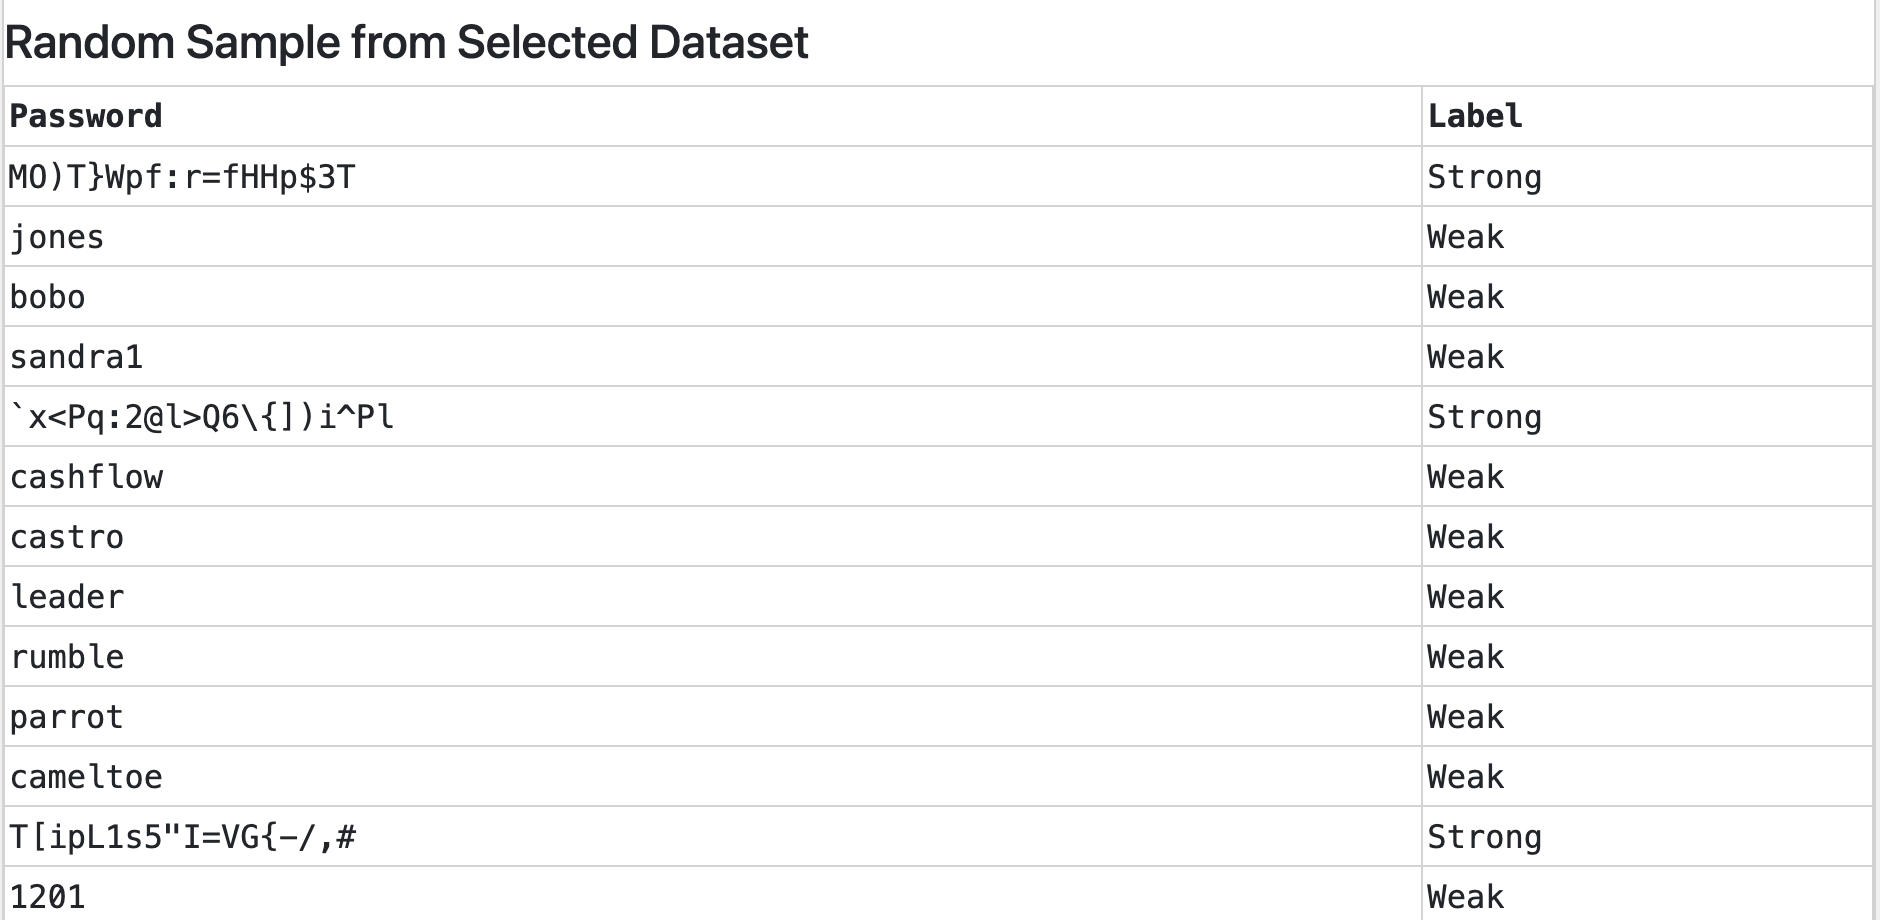 Random Sample from Selected Dataset
Password Label
MO)T}Wpf:r=fHHp$3T Strong
jones Weak
bobo Weak
sandra1 Weak
`x<Pq:2@l>Q6\{])i^Pl Strong
cashflow Weak
castro Weak
leader Weak
rumble Weak
parrot Weak
cameltoe Weak
T[ipL1s5"I=VG{-/,# Strong
1201 Weak